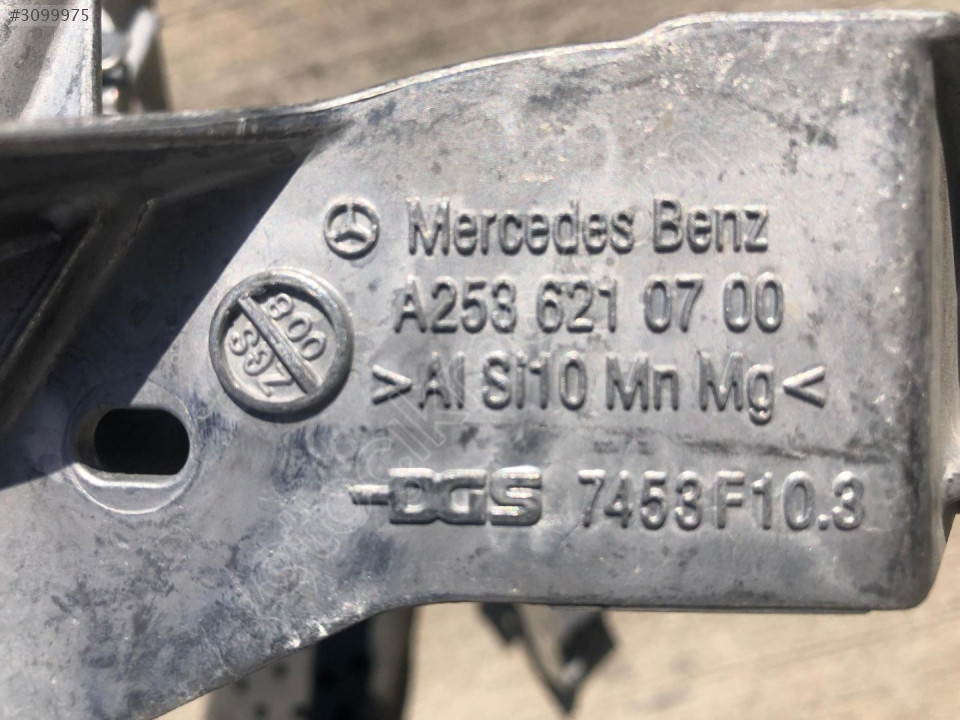 #3099975
Mercedes Benz
A253 621 07 00
>Al Si10 Mn Mg<
DGS 7453F10.3